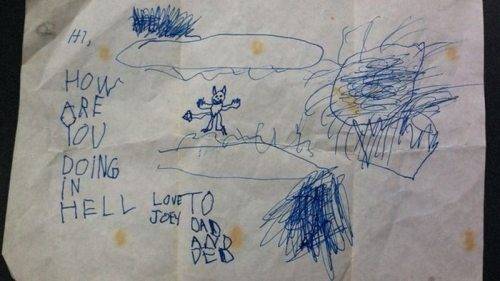 HI,
HOW
ARE
YOU
DOING
IN
HELL
LOVE
JOEY
TO
DAD
AND
DEB